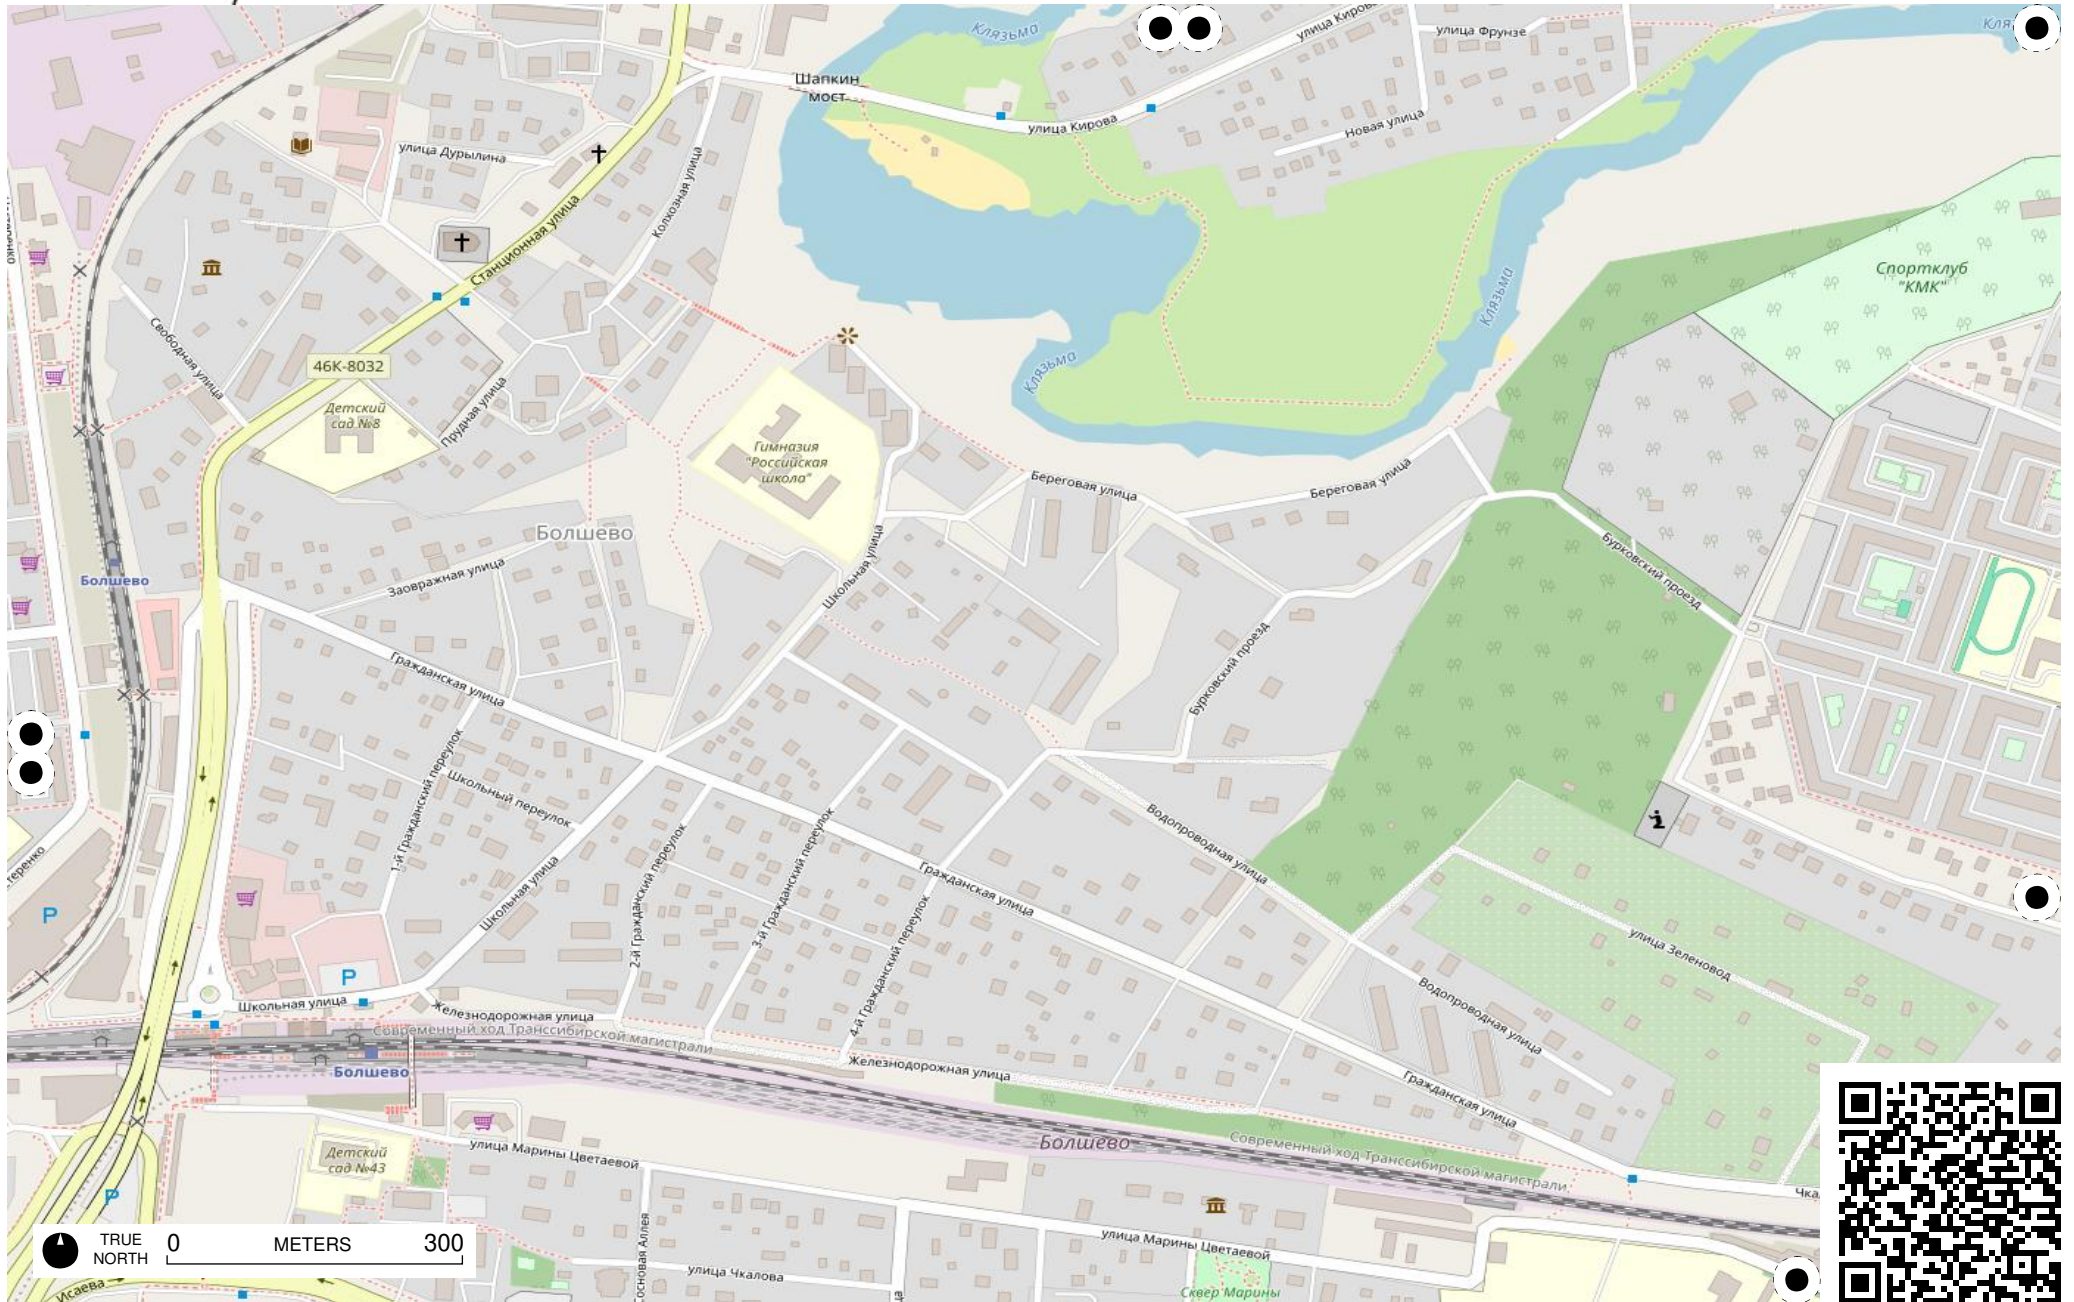 Клязьма
улица Кирова
улица Фрунзе
Шапкин
мост
улица Кирова
Новая улица
улица Дурылина
Колхозная улица
Станционная улица
Спортклуб
"КМК"
Клязьма
Клязьма
Свободная улица
46К-8032
Детский
сад №8
Прудная улица
Гимназия
"Российская
школа"
Береговая улица
Береговая улица
Болшево
Бурковский проезд
Заовражная улица
Школьная улица
Болшево
Гражданская улица
Бурковский проезд
1-й Гражданский переулок
Школьный переулок
Водопроводная улица
2-й Гражданский переулок
3-й Гражданский переулок
Школьная улица
Гражданская улица
4-й Гражданский переулок
P
улица Зеленовод
P
Водопроводная улица
Школьная улица
Железнодорожная улица
Современный ход Транссибирской магистрали
Железнодорожная улица
Болшево
Гражданская улица
Болшево
Современный ход Транссибирской магистрали
улица Марины Цветаевой
Детский
сад №43
P
Сосновая Аллея
улица Марины Цветаевой
TRUE
NORTH
0 METERS 300
улица Чкалова
Исаева
Сквер Марины